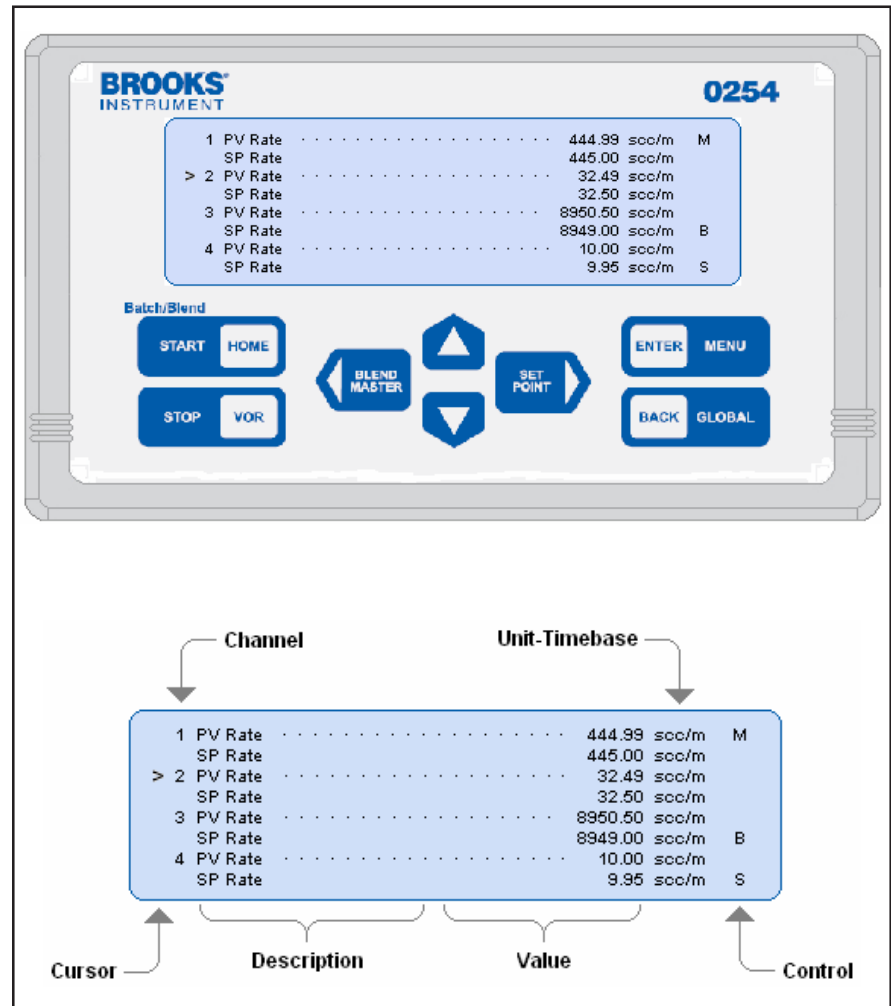 BROOKS®
INSTRUMENT
0254
1 PV Rate . . . . . . . . . . . . . . . . . . . 444.99 scc/m M
SP Rate 445.00 scc/m
> 2 PV Rate . . . . . . . . . . . . . . . . . . . 32.49 scc/m
SP Rate 32.50 scc/m
3 PV Rate . . . . . . . . . . . . . . . . . . 8950.50 scc/m
SP Rate 8949.00 scc/m B
4 PV Rate . . . . . . . . . . . . . . . . . . . 10.00 scc/m
SP Rate 9.95 scc/m S
Batch/Blend
START HOME
BLEND MASTER
SET POINT
ENTER MENU
STOP VOR
BACK GLOBAL
Channel
Unit-Timebase
1 PV Rate . . . . . . . . . . . . . . . . . . . 444.99 scc/m M
SP Rate 445.00 scc/m
> 2 PV Rate . . . . . . . . . . . . . . . . . . . 32.49 scc/m
SP Rate 32.50 scc/m
3 PV Rate . . . . . . . . . . . . . . . . . . 8950.50 scc/m
SP Rate 8949.00 scc/m B
4 PV Rate . . . . . . . . . . . . . . . . . . . 10.00 scc/m
SP Rate 9.95 scc/m S
Cursor
Description
Value
Control